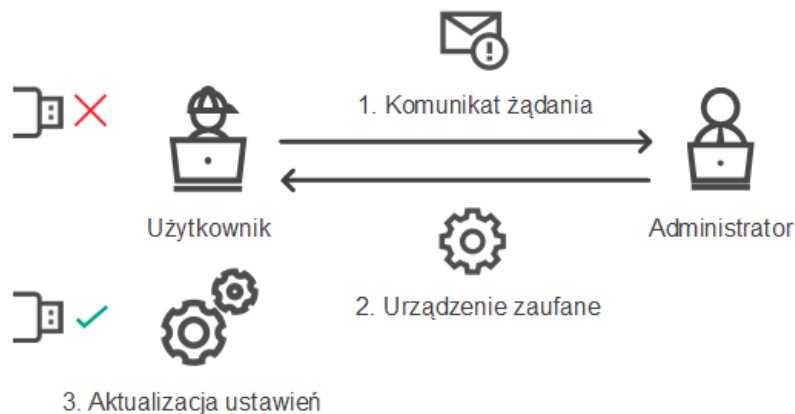 1. Komunikat żądania
Użytkownik
Administrator
2. Urządzenie zaufane
3. Aktualizacja ustawień